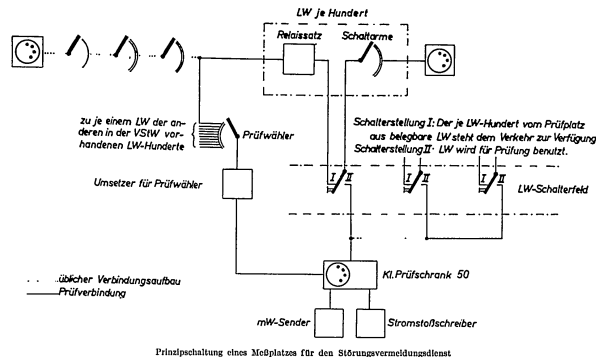 LW je Hundert
Relaissatz
Schaltarme
zu je einem LW der an-
deren in der VStW vor-
handenen LW-Hunderte
Prüfwähler
Schalterstellung I: Der je LW-Hundert vom Prüfplatz
aus belegbare LW steht dem Verkehr zur Verfügung
Schalterstellung II: LW wird für Prüfung benutzt.
Umsetzer für Prüfwähler
I II
I II
I II
LW-Schalterfeld
Kl. Prüfschrank 50
.. üblicher Verbindungsaufbau
Prüfverbindung
mW-Sender
Stromstoßschreiber
Prinzipschaltung eines Meßplatzes für den Störungsvermeidungsdienst